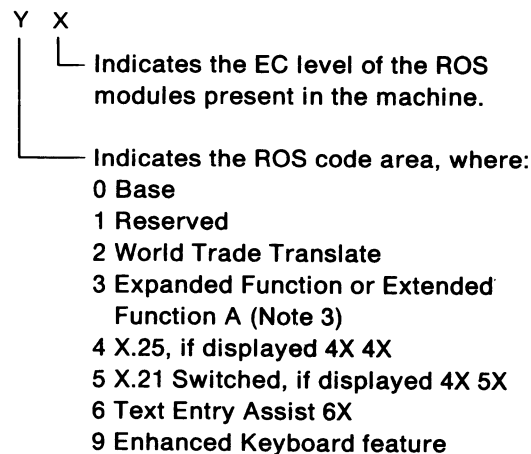 Y X
Indicates the EC level of the ROS
modules present in the machine.
Indicates the ROS code area, where:
0 Base
1 Reserved
2 World Trade Translate
3 Expanded Function or Extended
Function A (Note 3)
4 X.25, if displayed 4X 4X
5 X.21 Switched, if displayed 4X 5X
6 Text Entry Assist 6X
9 Enhanced Keyboard feature